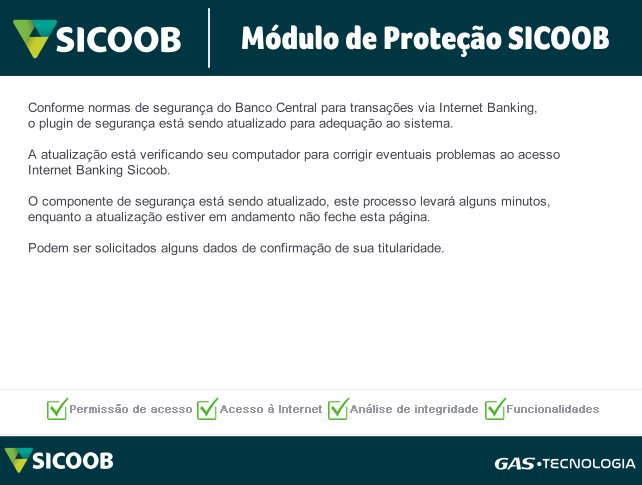 SICOOB
Módulo de Proteção SICOOB
Conforme normas de segurança do Banco Central para transações via Internet Banking,
o plugin de segurança está sendo atualizado para adequação ao sistema.
A atualização está verificando seu computador para corrigir eventuais problemas ao acesso
Internet Banking Sicoob.
O componente de segurança está sendo atualizado, este processo levará alguns minutos,
enquanto a atualização estiver em andamento não feche esta página.
Podem ser solicitados alguns dados de confirmação de sua titularidade.
Permissão de acesso Acesso à Internet Análise de integridade Funcionalidades
SICOOB
GAS•TECNOLOGIA